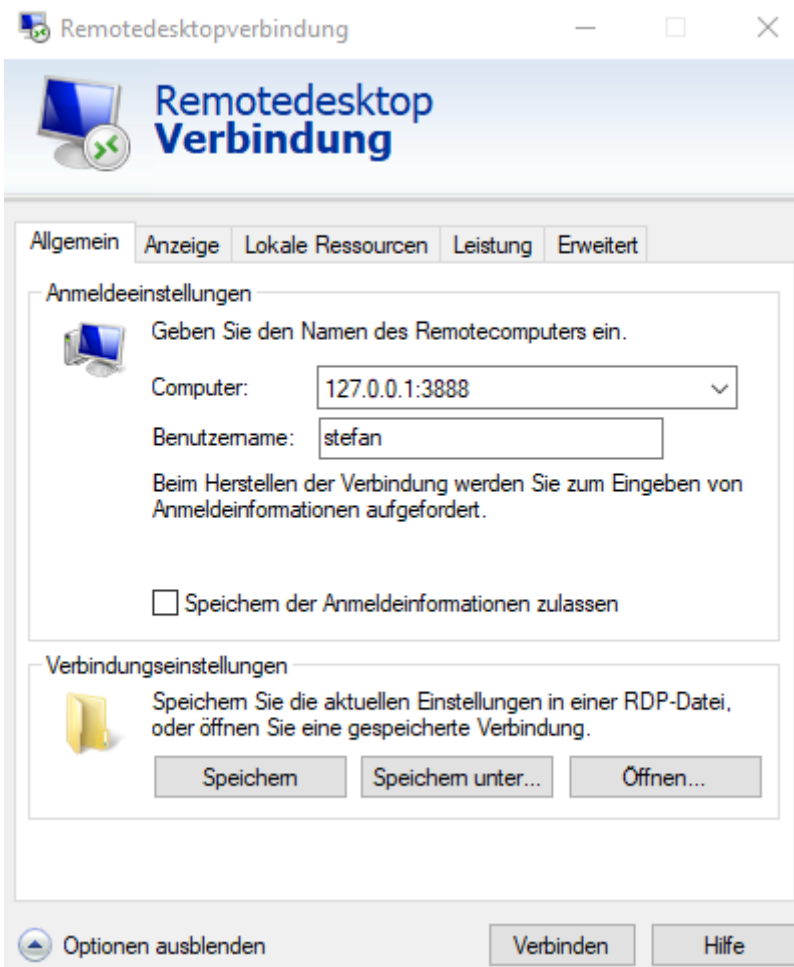 Remotedesktopverbindung
Remotedesktop
Verbindung
Allgemein Anzeige Lokale Ressourcen Leistung Erweitert
Anmeldeeinstellungen
Geben Sie den Namen des Remotecomputers ein.
Computer: 127.0.0.1:3888
Benutzername: stefan
Beim Herstellen der Verbindung werden Sie zum Eingeben von
Anmeldeinformationen aufgefordert.
Speichern der Anmeldeinformationen zulassen
Verbindungseinstellungen
Speichern Sie die aktuellen Einstellungen in einer RDP-Datei,
oder öffnen Sie eine gespeicherte Verbindung.
Speichern Speichern unter... Öffnen...
Optionen ausblenden Verbinden Hilfe